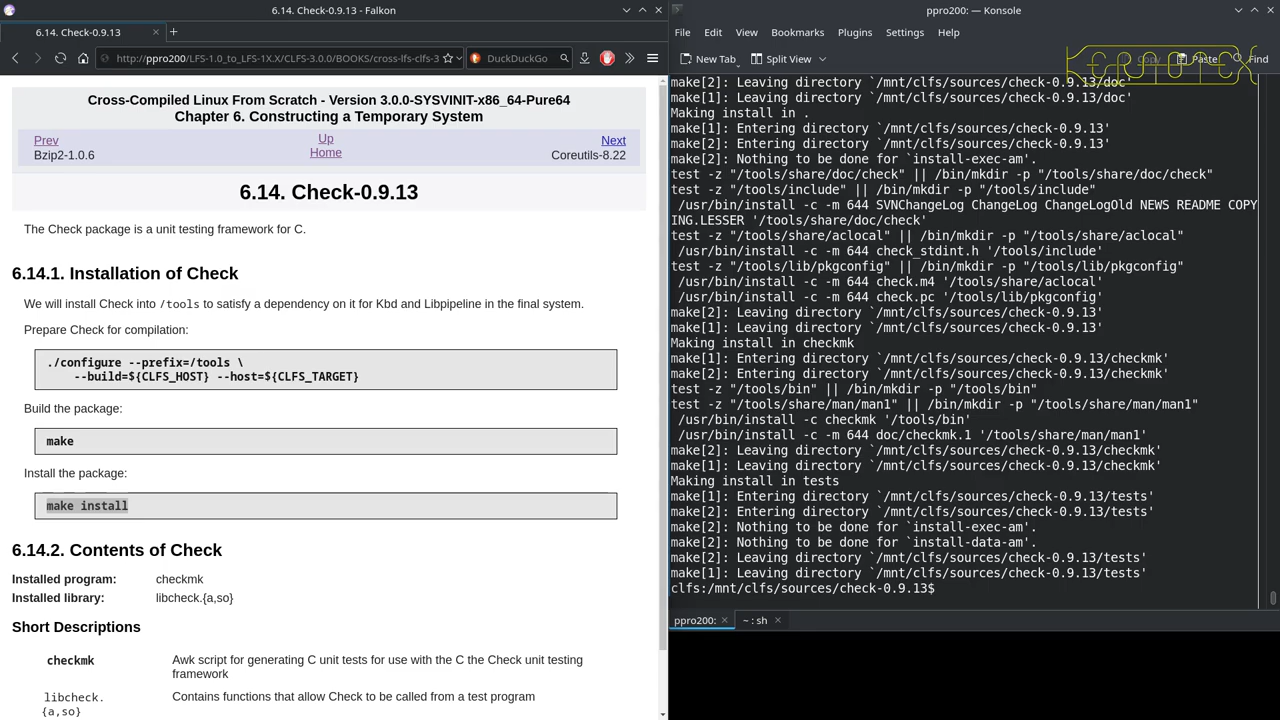 6.14. Check-0.9.13 - Falkon
6.14. Check-0.9.13
http://ppro200/LFS-1.0_to_LFS-1X.X/CLFS-3.0.0/BOOKS/cross-lfs-clfs-3
DuckDuckGo
Cross-Compiled Linux From Scratch - Version 3.0.0-SYSVINIT-x86_64-Pure64
Chapter 6. Constructing a Temporary System
Prev Up Next
Bzip2-1.0.6 Home Coreutils-8.22
6.14. Check-0.9.13
The Check package is a unit testing framework for C.
6.14.1. Installation of Check
We will install Check into /tools to satisfy a dependency on it for Kbd and Libpipeline in the final system.
Prepare Check for compilation:
./configure --prefix=/tools \
--build=${CLFS_HOST} --host=${CLFS_TARGET}
Build the package:
make
Install the package:
make install
6.14.2. Contents of Check
Installed program: checkmk
Installed library: libcheck.{a,so}
Short Descriptions
checkmk Awk script for generating C unit tests for use with the C the Check unit testing
framework
libcheck. Contains functions that allow Check to be called from a test program
{a,so}
ppro200: — Konsole
File Edit View Bookmarks Plugins Settings Help
New Tab Split View Copy Paste Find
make[2]: Leaving directory `/mnt/clfs/sources/check-0.9.13/doc'
make[1]: Leaving directory `/mnt/clfs/sources/check-0.9.13/doc'
Making install in .
make[1]: Entering directory `/mnt/clfs/sources/check-0.9.13'
make[2]: Entering directory `/mnt/clfs/sources/check-0.9.13'
make[2]: Nothing to be done for `install-exec-am'.
test -z "/tools/share/doc/check" || /bin/mkdir -p "/tools/share/doc/check"
test -z "/tools/include" || /bin/mkdir -p "/tools/include"
/usr/bin/install -c -m 644 SVNChangeLog ChangeLog ChangeLogOld NEWS README COPY
ING.LESSER '/tools/share/doc/check'
test -z "/tools/share/aclocal" || /bin/mkdir -p "/tools/share/aclocal"
/usr/bin/install -c -m 644 check_stdint.h '/tools/include'
test -z "/tools/lib/pkgconfig" || /bin/mkdir -p "/tools/lib/pkgconfig"
/usr/bin/install -c -m 644 check.m4 '/tools/share/aclocal'
/usr/bin/install -c -m 644 check.pc '/tools/lib/pkgconfig'
make[2]: Leaving directory `/mnt/clfs/sources/check-0.9.13'
make[1]: Leaving directory `/mnt/clfs/sources/check-0.9.13'
Making install in checkmk
make[1]: Entering directory `/mnt/clfs/sources/check-0.9.13/checkmk'
make[2]: Entering directory `/mnt/clfs/sources/check-0.9.13/checkmk'
test -z "/tools/bin" || /bin/mkdir -p "/tools/bin"
test -z "/tools/share/man/man1" || /bin/mkdir -p "/tools/share/man/man1"
/usr/bin/install -c checkmk '/tools/bin'
/usr/bin/install -c -m 644 doc/checkmk.1 '/tools/share/man/man1'
make[2]: Leaving directory `/mnt/clfs/sources/check-0.9.13/checkmk'
make[1]: Leaving directory `/mnt/clfs/sources/check-0.9.13/checkmk'
Making install in tests
make[1]: Entering directory `/mnt/clfs/sources/check-0.9.13/tests'
make[2]: Entering directory `/mnt/clfs/sources/check-0.9.13/tests'
make[2]: Nothing to be done for `install-exec-am'.
make[2]: Nothing to be done for `install-data-am'.
make[2]: Leaving directory `/mnt/clfs/sources/check-0.9.13/tests'
make[1]: Leaving directory `/mnt/clfs/sources/check-0.9.13/tests'
clfs:/mnt/clfs/sources/check-0.9.13$
ppro200: ~ : sh